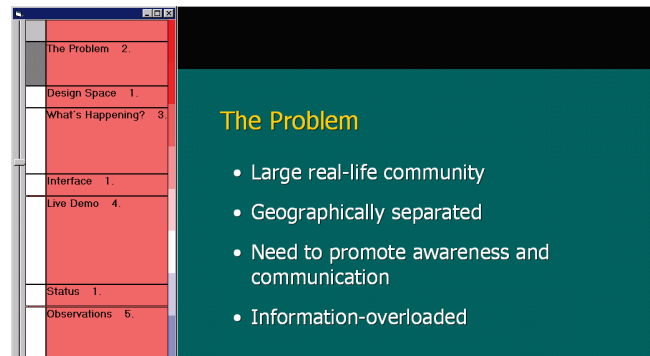 The Problem 2.
Design Space 1.
What's Happening? 3.
Interface 1.
Live Demo 4.
Status 1.
Observations 5.
The Problem
• Large real-life community
• Geographically separated
• Need to promote awareness and
communication
• Information-overloaded